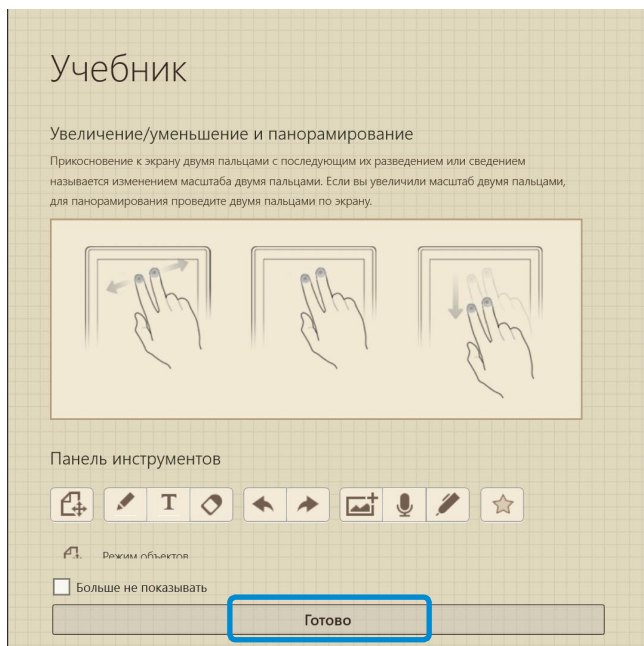 Учебник
Увеличение/уменьшение и панорамирование
Прикосновение к экрану двумя пальцами с последующим их разведением или сведением
называется изменением масштаба двумя пальцами. Если вы увеличили масштаб двумя пальцами,
для панорамирования проведите двумя пальцами по экрану.
Панель инструментов
T
Режим объектов
Больше не показывать
Готово